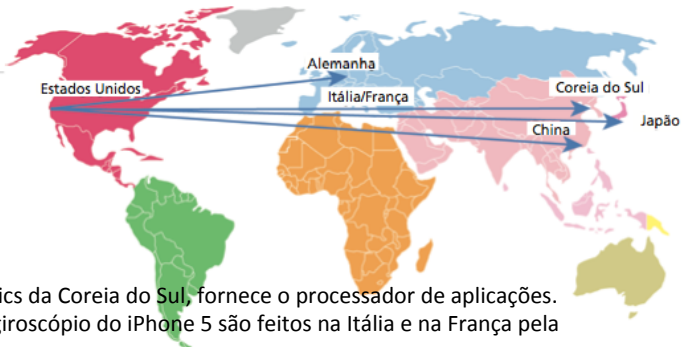 Alemanha
Estados Unidos
Coreia do Sul
Itália/França
Japão
China
ics da Coreia do Sul, fornece o processador de aplicações.
giroscópio do iPhone 5 são feitos na Itália e na França pela